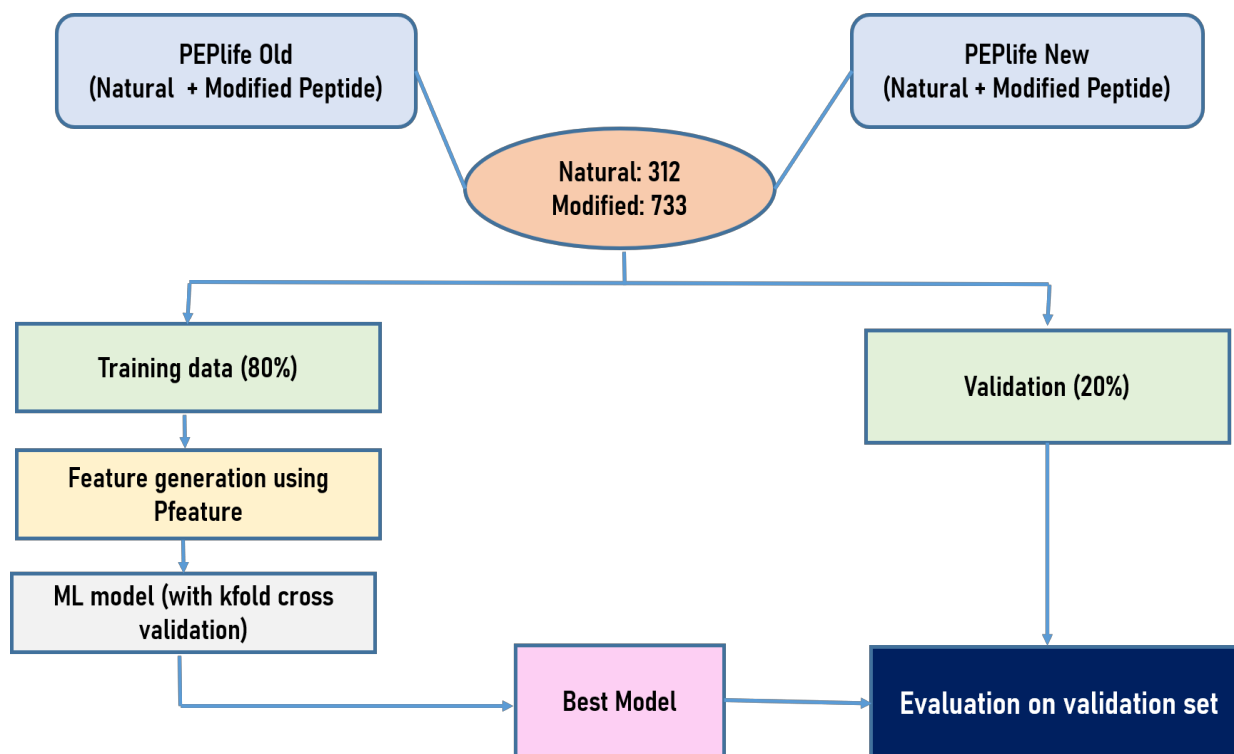 PEPlife Old
(Natural + Modified Peptide)
PEPlife New
(Natural + Modified Peptide)
Natural: 312
Modified: 733
Training data (80%)
Validation (20%)
Feature generation using
Pfeature
ML model (with kfold cross
validation)
Best Model
Evaluation on validation set